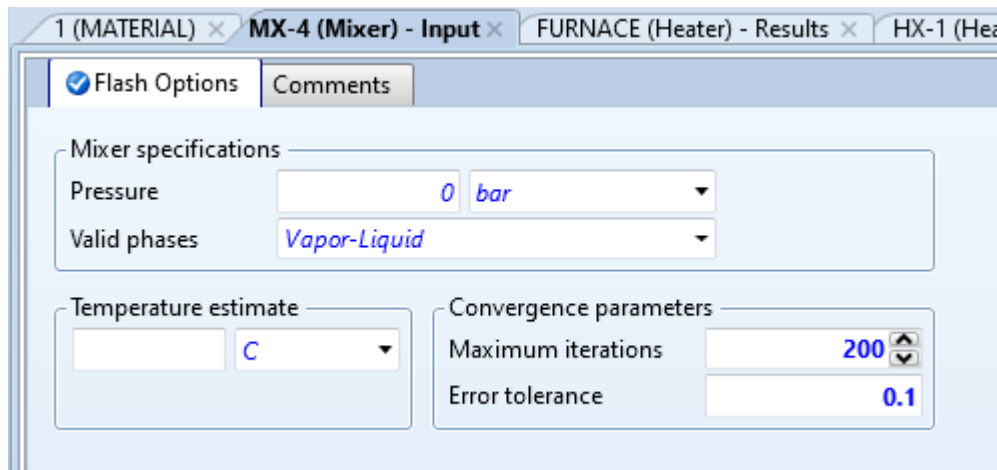 1 (MATERIAL) MX-4 (Mixer) - Input FURNACE (Heater) - Results HX-1 (Hea
Flash Options Comments
Mixer specifications
Pressure 0 bar
Valid phases Vapor-Liquid
Temperature estimate Convergence parameters
C Maximum iterations 200
Error tolerance 0.1